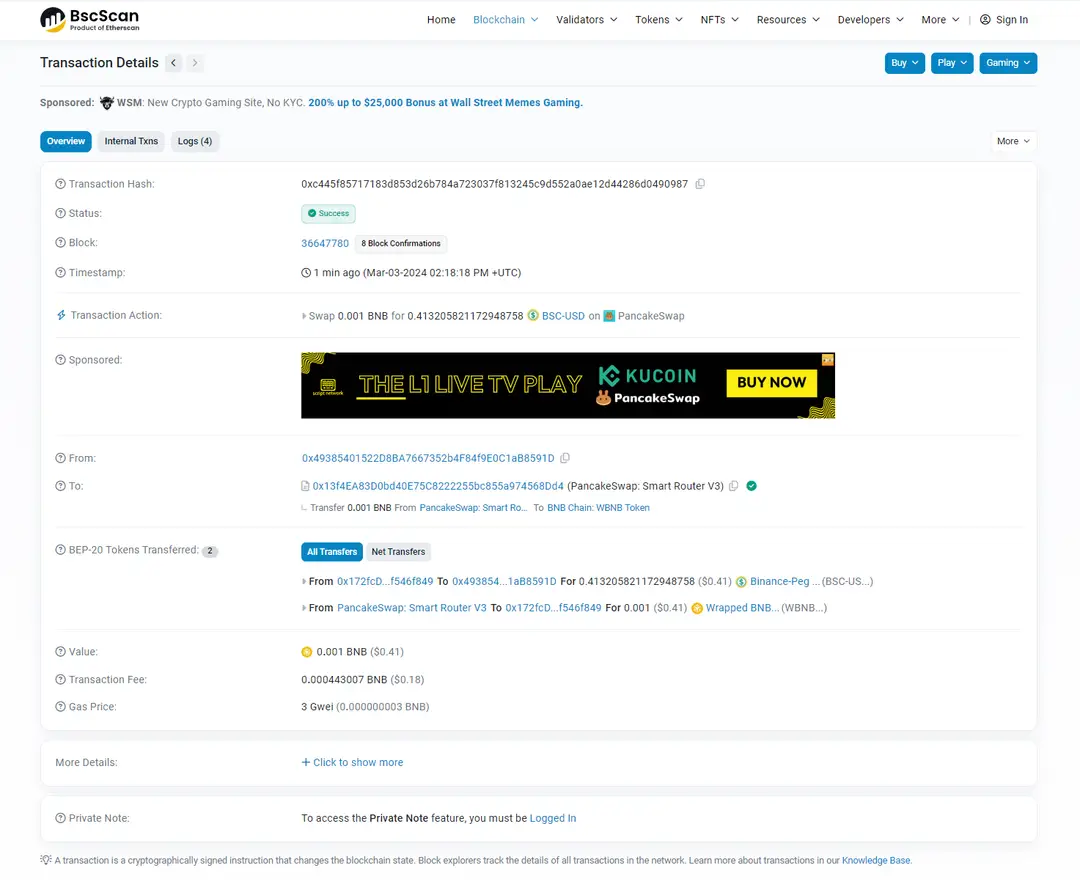 BscScan
Product of Etherscan
Home Blockchain Validators Tokens NFTs Resources Developers More | Sign In
Transaction Details
Buy Play Gaming
Sponsored: WSM: New Crypto Gaming Site, No KYC. 200% up to $25,000 Bonus at Wall Street Memes Gaming.
Overview Internal Txns Logs (4) More
Transaction Hash: 0xc445f85717183d853d26b784a723037f813245c9d552a0ae12d44286d0490987
Status: Success
Block: 36647780 8 Block Confirmations
Timestamp: 1 min ago (Mar-03-2024 02:18:18 PM +UTC)
Transaction Action: Swap 0.001 BNB for 0.413205821172948758 BSC-USD on PancakeSwap
Sponsored:
script network
THE L1 LIVE TV PLAY
KUCOIN
PancakeSwap
BUY NOW
From: 0x49385401522D8BA7667352b4F84f9E0C1aB8591D
To: 0x13f4EA83D0bd40E75C8222255bc855a974568Dd4 (PancakeSwap: Smart Router V3)
Transfer 0.001 BNB From PancakeSwap: Smart Ro... To BNB Chain: WBNB Token
BEP-20 Tokens Transferred: 2 All Transfers Net Transfers
From 0x172fcD...f546f849 To 0x493854...1aB8591D For 0.413205821172948758 ($0.41) Binance-Peg ... (BSC-US...)
From PancakeSwap: Smart Router V3 To 0x172fcD...f546f849 For 0.001 ($0.41) Wrapped BNB... (WBNB...)
Value: 0.001 BNB ($0.41)
Transaction Fee: 0.000443007 BNB ($0.18)
Gas Price: 3 Gwei (0.000000003 BNB)
More Details: + Click to show more
Private Note: To access the Private Note feature, you must be Logged In
A transaction is a cryptographically signed instruction that changes the blockchain state. Block explorers track the details of all transactions in the network. Learn more about transactions in our Knowledge Base.